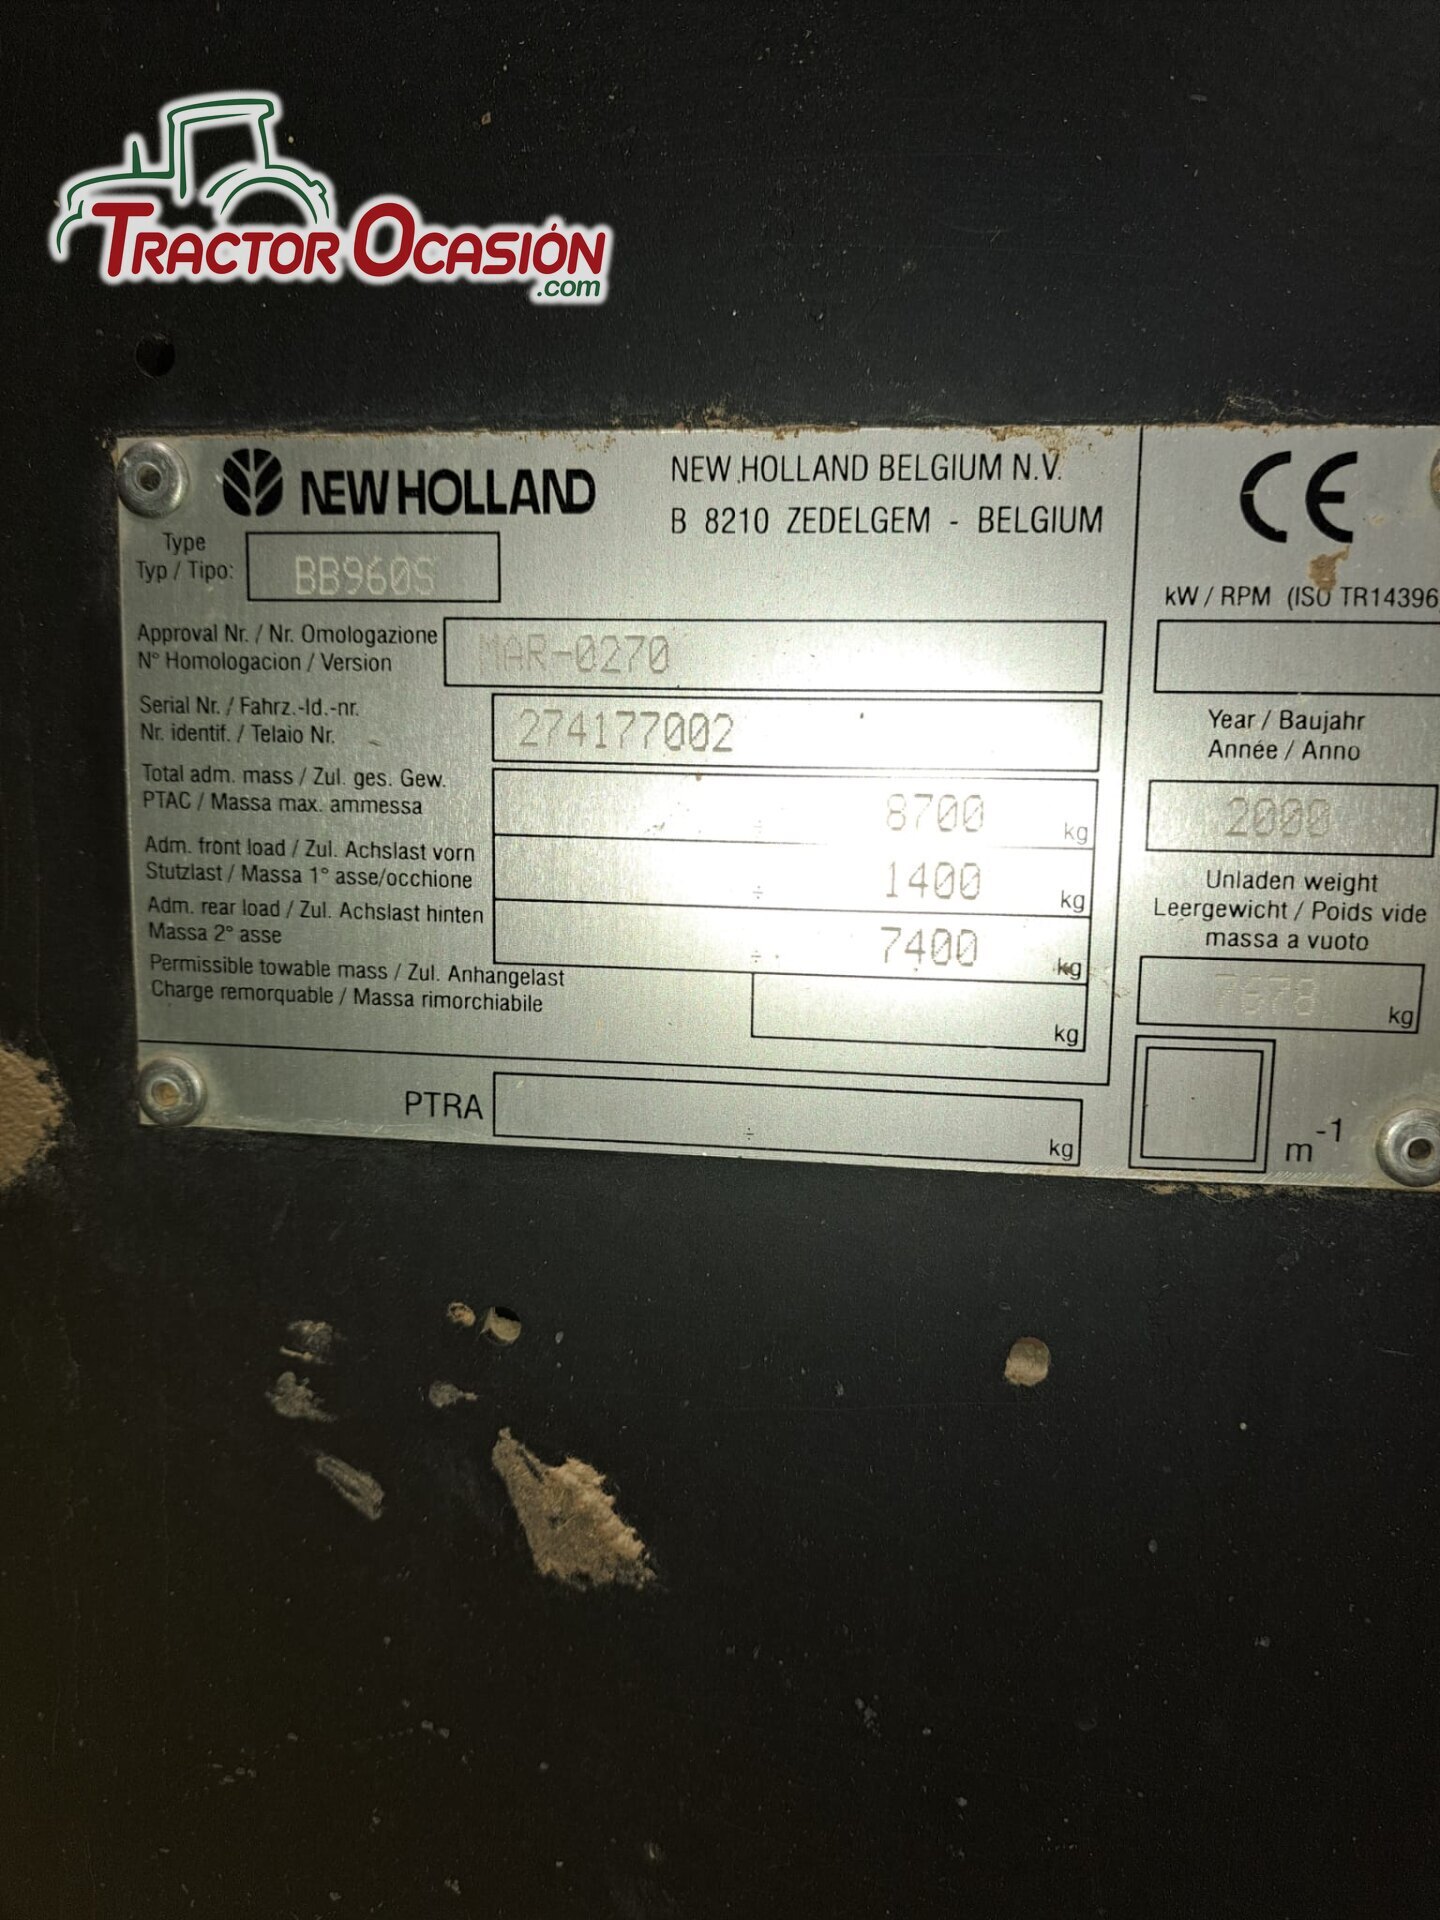 TRACTOR OCASIÓN
.com
NEW HOLLAND
NEW HOLLAND BELGIUM N.V.
B 8210 ZEDELGEM - BELGIUM
Type
Typ / Tipo:
BB960S
Approval Nr. / Nr. Omologazione
N° Homologacion / Version
MAR-0270
Serial Nr. / Fahrz.-Id.-nr.
Nr. identif. / Telaio Nr.
274177002
Total adm. mass / Zul. ges. Gew.
PTAC / Massa max. ammessa
÷ 8700 kg
Adm. front load / Zul. Achslast vorn
Stutzlast / Massa 1° asse/occhione
÷ 1400 kg
Adm. rear load / Zul. Achslast hinten
Massa 2° asse
÷ 7400 kg
Permissible towable mass / Zul. Anhangelast
Charge remorquable / Massa rimorchiabile
kg
PTRA
÷ kg
CE
kW / RPM (ISO TR14396
Year / Baujahr
Année / Anno
2000
Unladen weight
Leergewicht / Poids vide
massa a vuoto
7678 kg
m-1